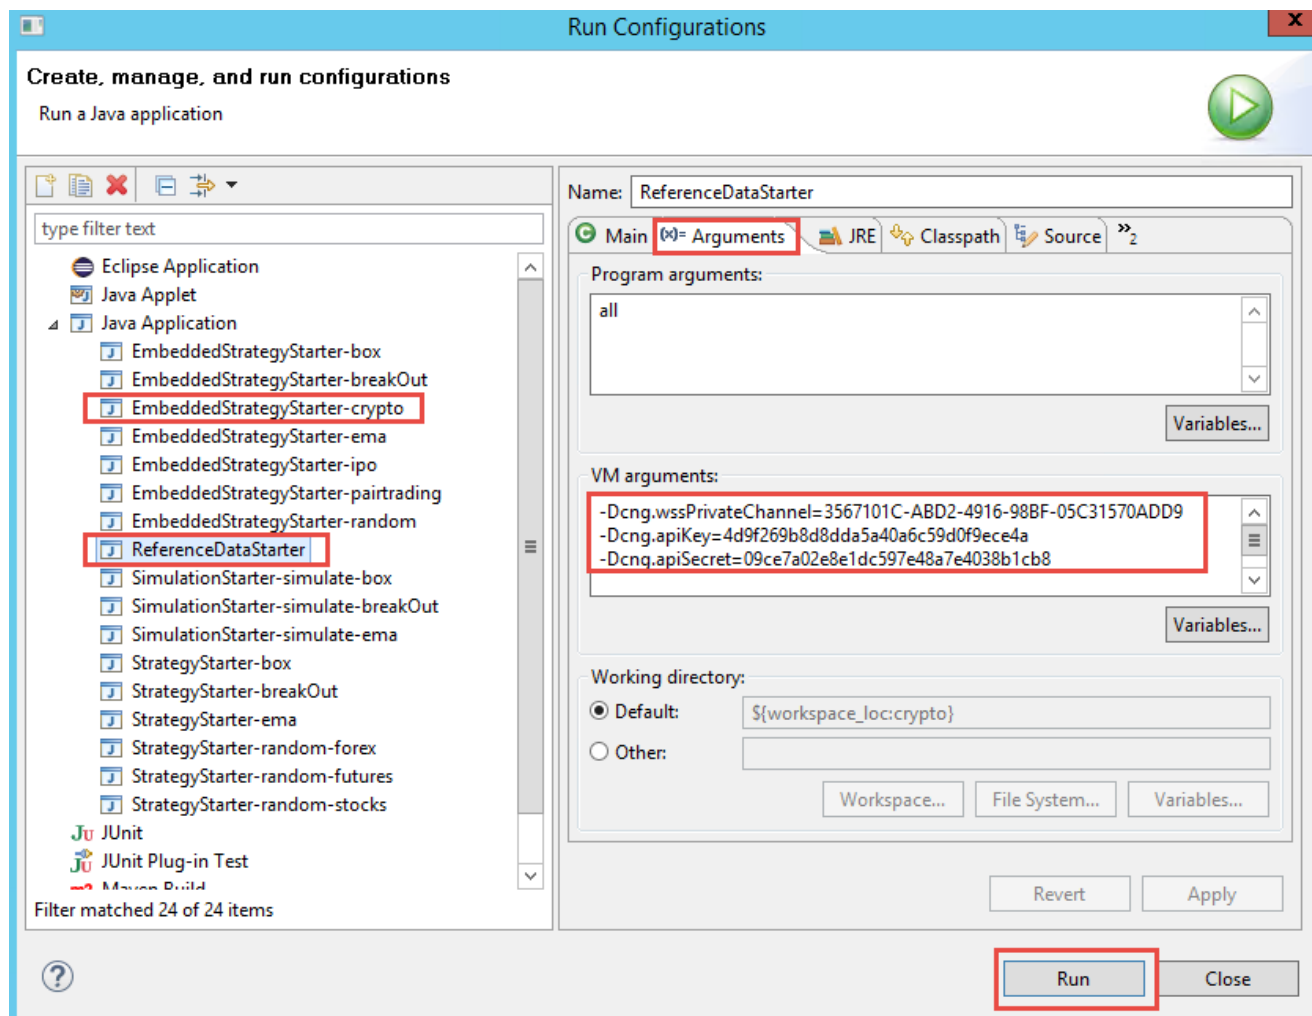 Run Configurations
x
Create, manage, and run configurations
Run a Java application
type filter text
Eclipse Application
Java Applet
Java Application
EmbeddedStrategyStarter-box
EmbeddedStrategyStarter-breakOut
EmbeddedStrategyStarter-crypto
EmbeddedStrategyStarter-ema
EmbeddedStrategyStarter-ipo
EmbeddedStrategyStarter-pairtrading
EmbeddedStrategyStarter-random
ReferenceDataStarter
SimulationStarter-simulate-box
SimulationStarter-simulate-breakOut
SimulationStarter-simulate-ema
StrategyStarter-box
StrategyStarter-breakOut
StrategyStarter-ema
StrategyStarter-random-forex
StrategyStarter-random-futures
StrategyStarter-random-stocks
JUnit
JUnit Plug-in Test
Maven Build
Filter matched 24 of 24 items
Name: ReferenceDataStarter
Main (x)= Arguments JRE Classpath Source »2
Program arguments:
all
Variables...
VM arguments:
-Dcng.wssPrivateChannel=3567101C-ABD2-4916-98BF-05C31570ADD9
-Dcng.apiKey=4d9f269b8d8dda5a40a6c59d0f9ece4a
-Dcng.apiSecret=09ce7a02e8e1dc597e48a7e4038b1cb8
Variables...
Working directory:
Default: ${workspace_loc:crypto}
Other:
Workspace... File System... Variables...
Revert Apply
? Run Close